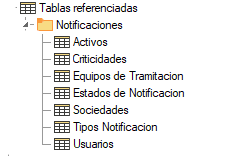 Tablas referenciadas
Notificaciones
Activos
Criticidades
Equipos de Tramitacion
Estados de Notificacion
Sociedades
Tipos Notificacion
Usuarios